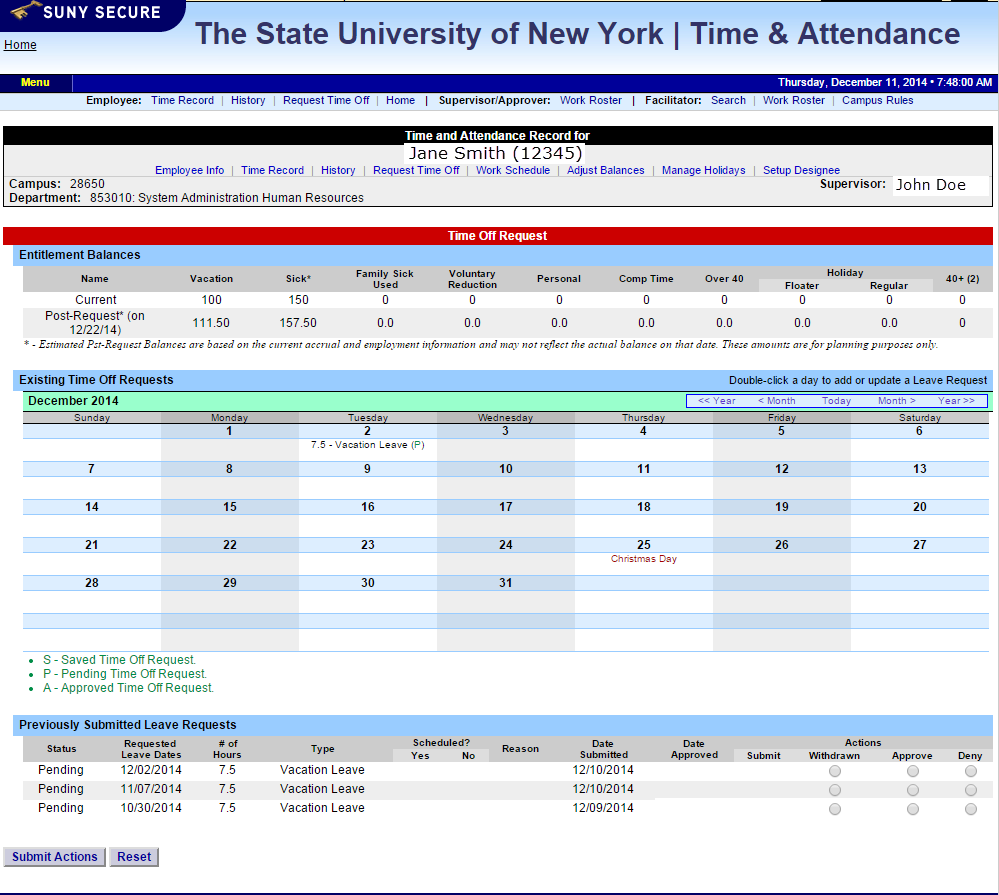 SUNY SECURE
Home
The State University of New York | Time & Attendance
Menu
Thursday, December 11, 2014 • 7:48:00 AM
Employee: Time Record | History | Request Time Off | Home | Supervisor/Approver: Work Roster | Facilitator: Search | Work Roster | Campus Rules
Time and Attendance Record for
Jane Smith (12345)
Employee Info | Time Record | History | Request Time Off | Work Schedule | Adjust Balances | Manage Holidays | Setup Designee
Campus: 28650 Supervisor: John Doe
Department: 853010: System Administration Human Resources
Time Off Request
Entitlement Balances
Name Vacation Sick* Family Sick Used Voluntary Reduction Personal Comp Time Over 40 Holiday Floater Regular 40+ (2)
Current 100 150 0 0 0 0 0 0 0 0
Post-Request* (on 12/22/14) 111.50 157.50 0.0 0.0 0.0 0.0 0.0 0.0 0.0 0
* - Estimated Pst-Request Balances are based on the current accrual and employment information and may not reflect the actual balance on that date. These amounts are for planning purposes only.
Existing Time Off Requests Double-click a day to add or update a Leave Request
December 2014 << Year < Month Today Month > Year >>
Sunday Monday Tuesday Wednesday Thursday Friday Saturday
1 2 3 4 5 6
7.5 - Vacation Leave (P)
7 8 9 10 11 12 13
14 15 16 17 18 19 20
21 22 23 24 25 26 27
Christmas Day
28 29 30 31
• S - Saved Time Off Request.
• P - Pending Time Off Request.
• A - Approved Time Off Request.
Previously Submitted Leave Requests
Status Requested Leave Dates # of Hours Type Scheduled? Yes No Reason Date Submitted Date Approved Actions Submit Withdrawn Approve Deny
Pending 12/02/2014 7.5 Vacation Leave 12/10/2014
Pending 11/07/2014 7.5 Vacation Leave 12/10/2014
Pending 10/30/2014 7.5 Vacation Leave 12/09/2014
Submit Actions Reset